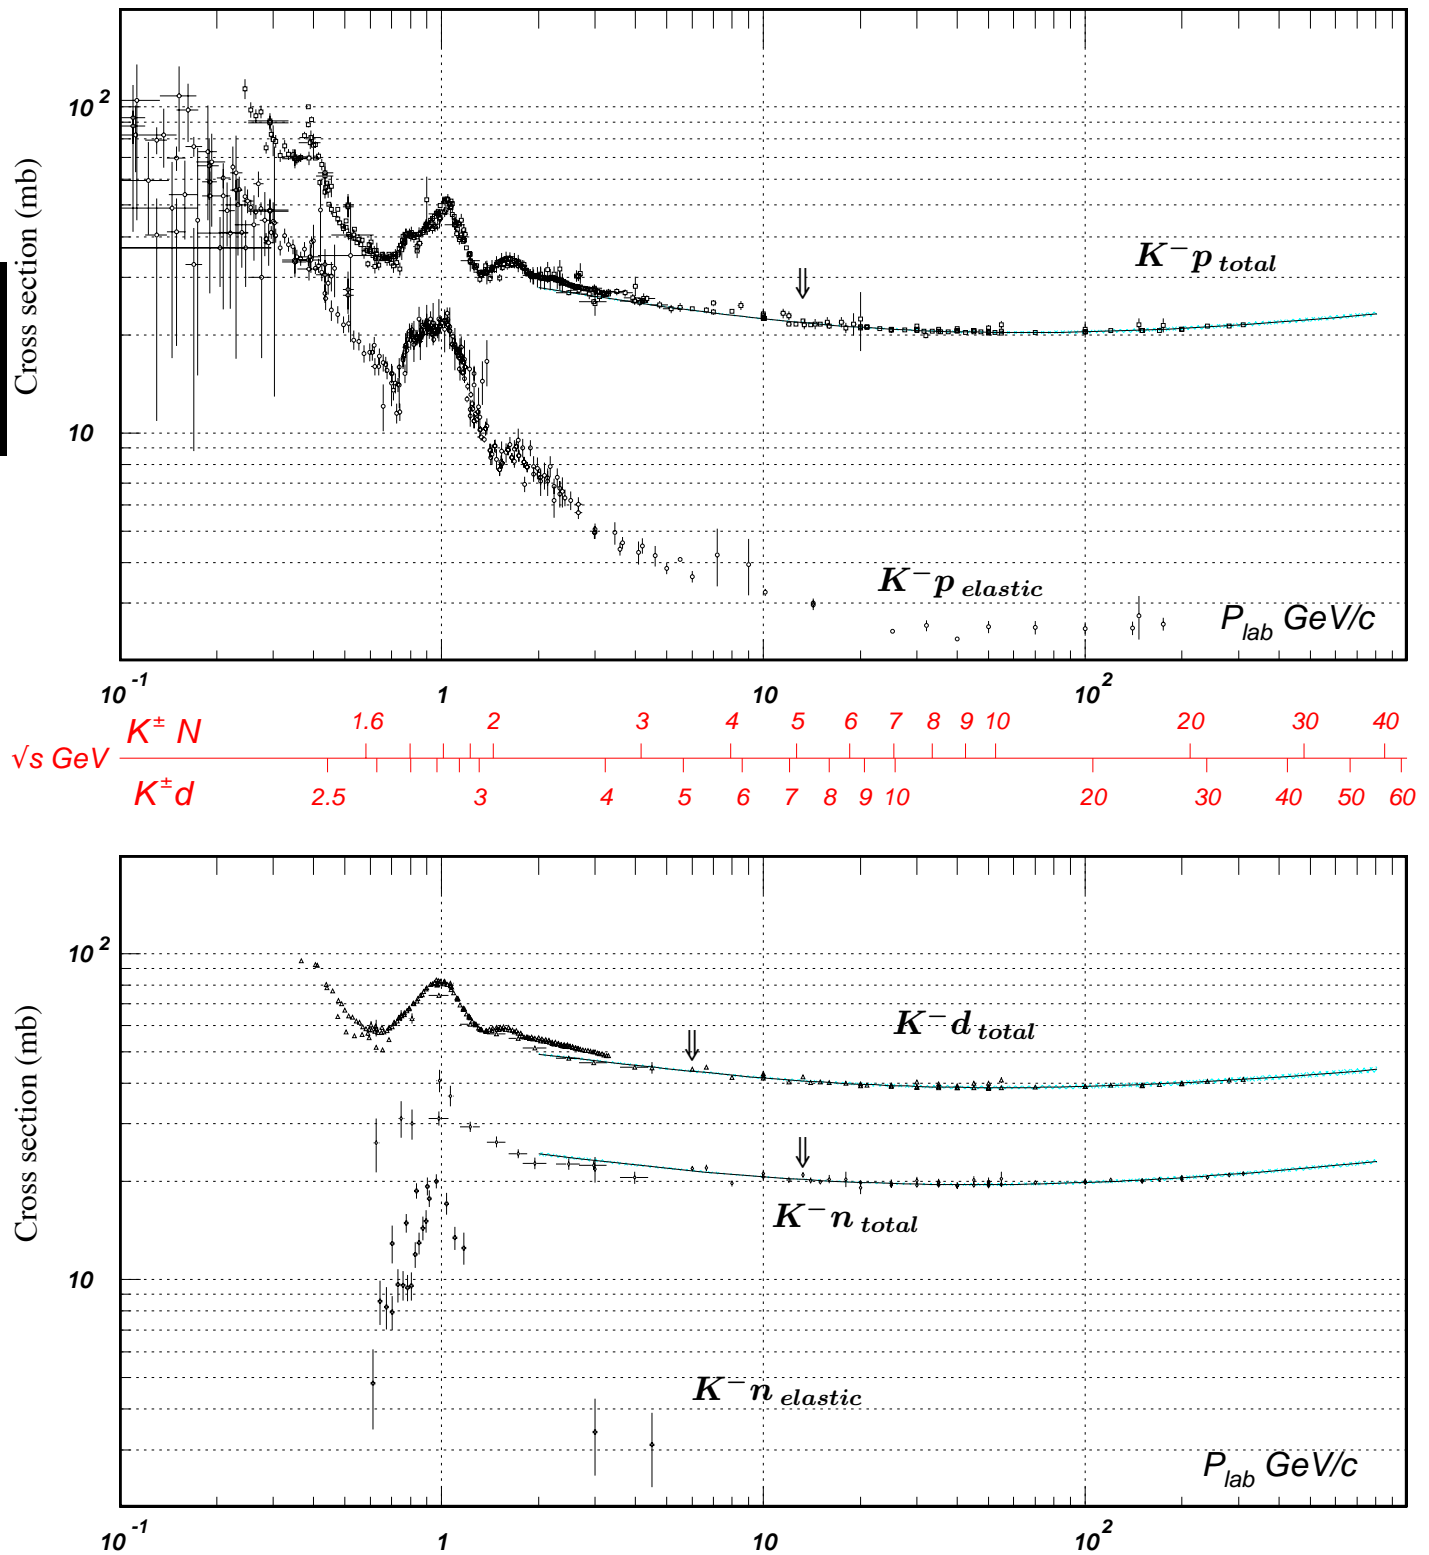 10 2
Cross section (mb)
K− p total
10
K− p elastic
P lab GeV/c
10 -1 1 10 10 2
K± N 1.6 2 3 4 5 6 7 8 9 10 20 30 40
√s GeV
K± d 2.5 3 4 5 6 7 8 9 10 20 30 40 50 60
10 2
K− d total
Cross section (mb)
K− n total
10
K− n elastic
P lab GeV/c
10 -1 1 10 10 2